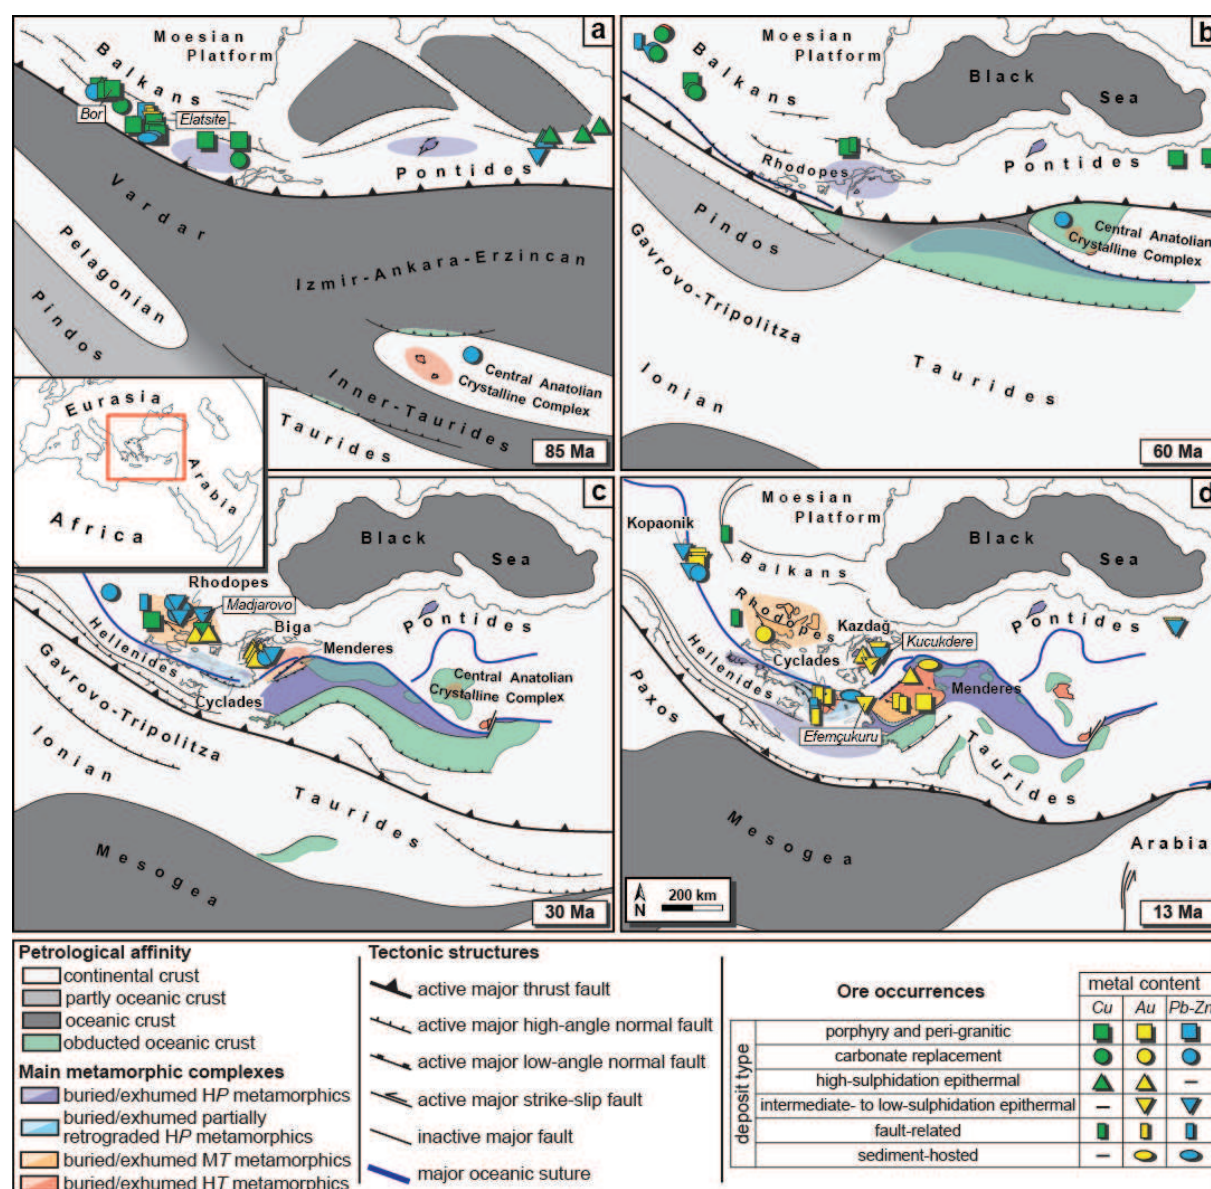 a
Moesian
Platform
Balkans
Bor
Elatsite
Pontides
Vardar
Pelagonian
Izmir-Ankara-Erzincan
Pindos
Central Anatolian
Crystalline Complex
Inner-Taurides
Taurides
85 Ma
Eurasia
Arabia
Africa
b
Moesian
Platform
Balkans
Black
Sea
Rhodopes
Pontides
Pindos
Central Anatolian
Crystalline Complex
Gavrovo-Tripolitza
Ionian
Taurides
60 Ma
c
Black
Sea
Rhodopes
Madjarovo
Biga
Pontides
Hellenides
Menderes
Central Anatolian
Crystalline Complex
Cyclades
Gavrovo-Tripolitza
Ionian
Taurides
Mesogea
30 Ma
d
Moesian
Platform
Kopaonik
Black
Sea
Balkans
Rhodopes
Kazdağ
Kucukdere
Pontides
Hellenides
Cyclades
Menderes
Paxos
Efemçukuru
Taurides
Mesogea
Arabia
N
200 km
13 Ma
Petrological affinity
continental crust
partly oceanic crust
oceanic crust
obducted oceanic crust
Main metamorphic complexes
buried/exhumed HP metamorphics
buried/exhumed partially
retrograded HP metamorphics
buried/exhumed MT metamorphics
buried/exhumed HT metamorphics
Tectonic structures
active major thrust fault
active major high-angle normal fault
active major low-angle normal fault
active major strike-slip fault
inactive major fault
major oceanic suture
Ore occurrences
metal content
Cu Au Pb-Zn
deposit type
porphyry and peri-granitic
carbonate replacement
high-sulphidation epithermal –
intermediate- to low-sulphidation epithermal –
fault-related
sediment-hosted –